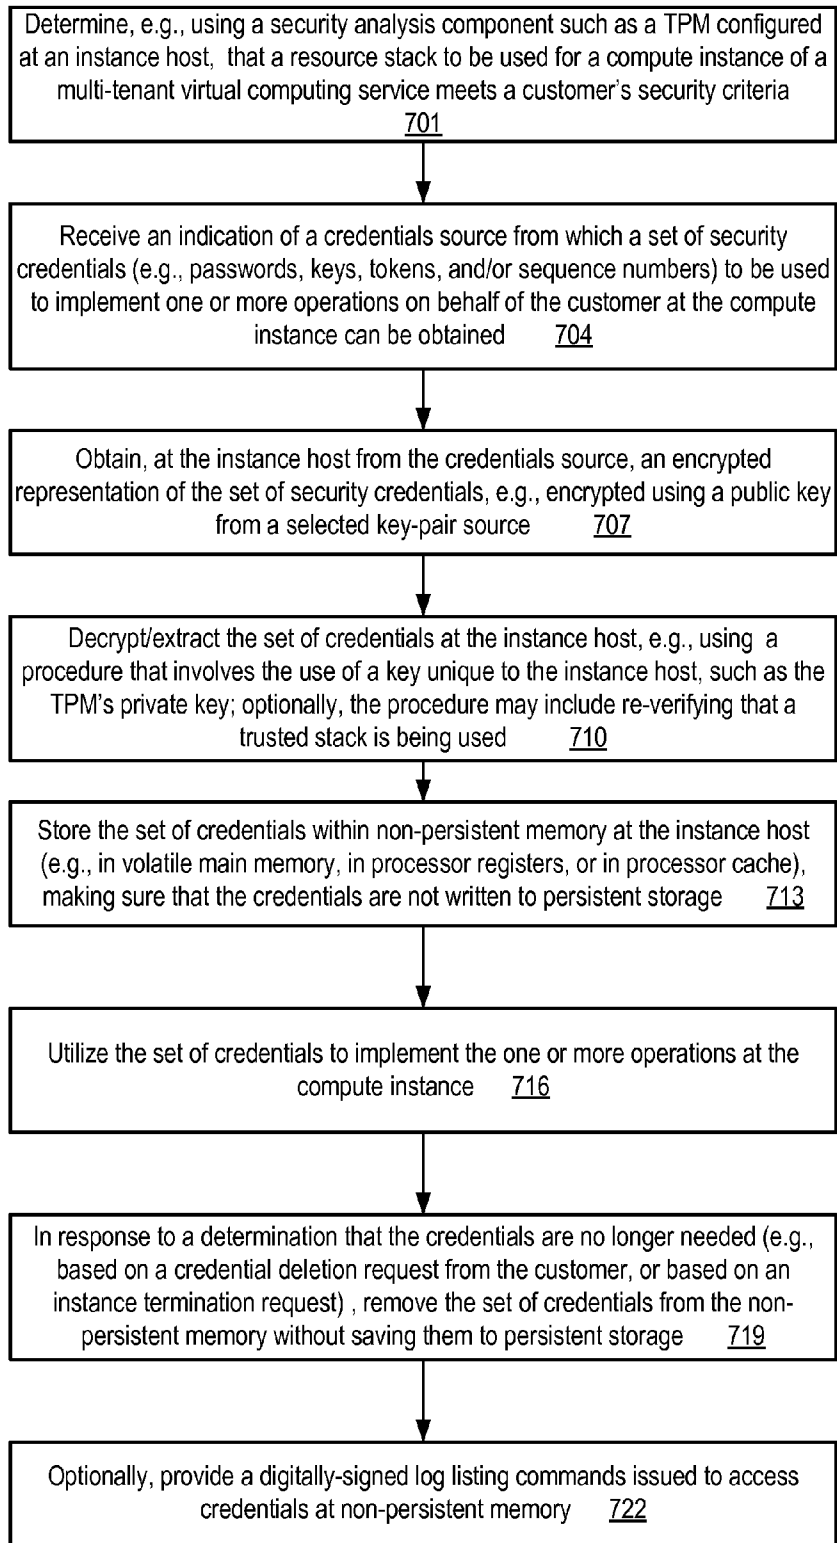 Determine, e.g., using a security analysis component such as a TPM configured
at an instance host, that a resource stack to be used for a compute instance of a
multi-tenant virtual computing service meets a customer's security criteria
701
Receive an indication of a credentials source from which a set of security
credentials (e.g., passwords, keys, tokens, and/or sequence numbers) to be used
to implement one or more operations on behalf of the customer at the compute
instance can be obtained 704
Obtain, at the instance host from the credentials source, an encrypted
representation of the set of security credentials, e.g., encrypted using a public key
from a selected key-pair source 707
Decrypt/extract the set of credentials at the instance host, e.g., using a
procedure that involves the use of a key unique to the instance host, such as the
TPM's private key; optionally, the procedure may include re-verifying that a
trusted stack is being used 710
Store the set of credentials within non-persistent memory at the instance host
(e.g., in volatile main memory, in processor registers, or in processor cache),
making sure that the credentials are not written to persistent storage 713
Utilize the set of credentials to implement the one or more operations at the
compute instance 716
In response to a determination that the credentials are no longer needed (e.g.,
based on a credential deletion request from the customer, or based on an
instance termination request) , remove the set of credentials from the non-
persistent memory without saving them to persistent storage 719
Optionally, provide a digitally-signed log listing commands issued to access
credentials at non-persistent memory 722